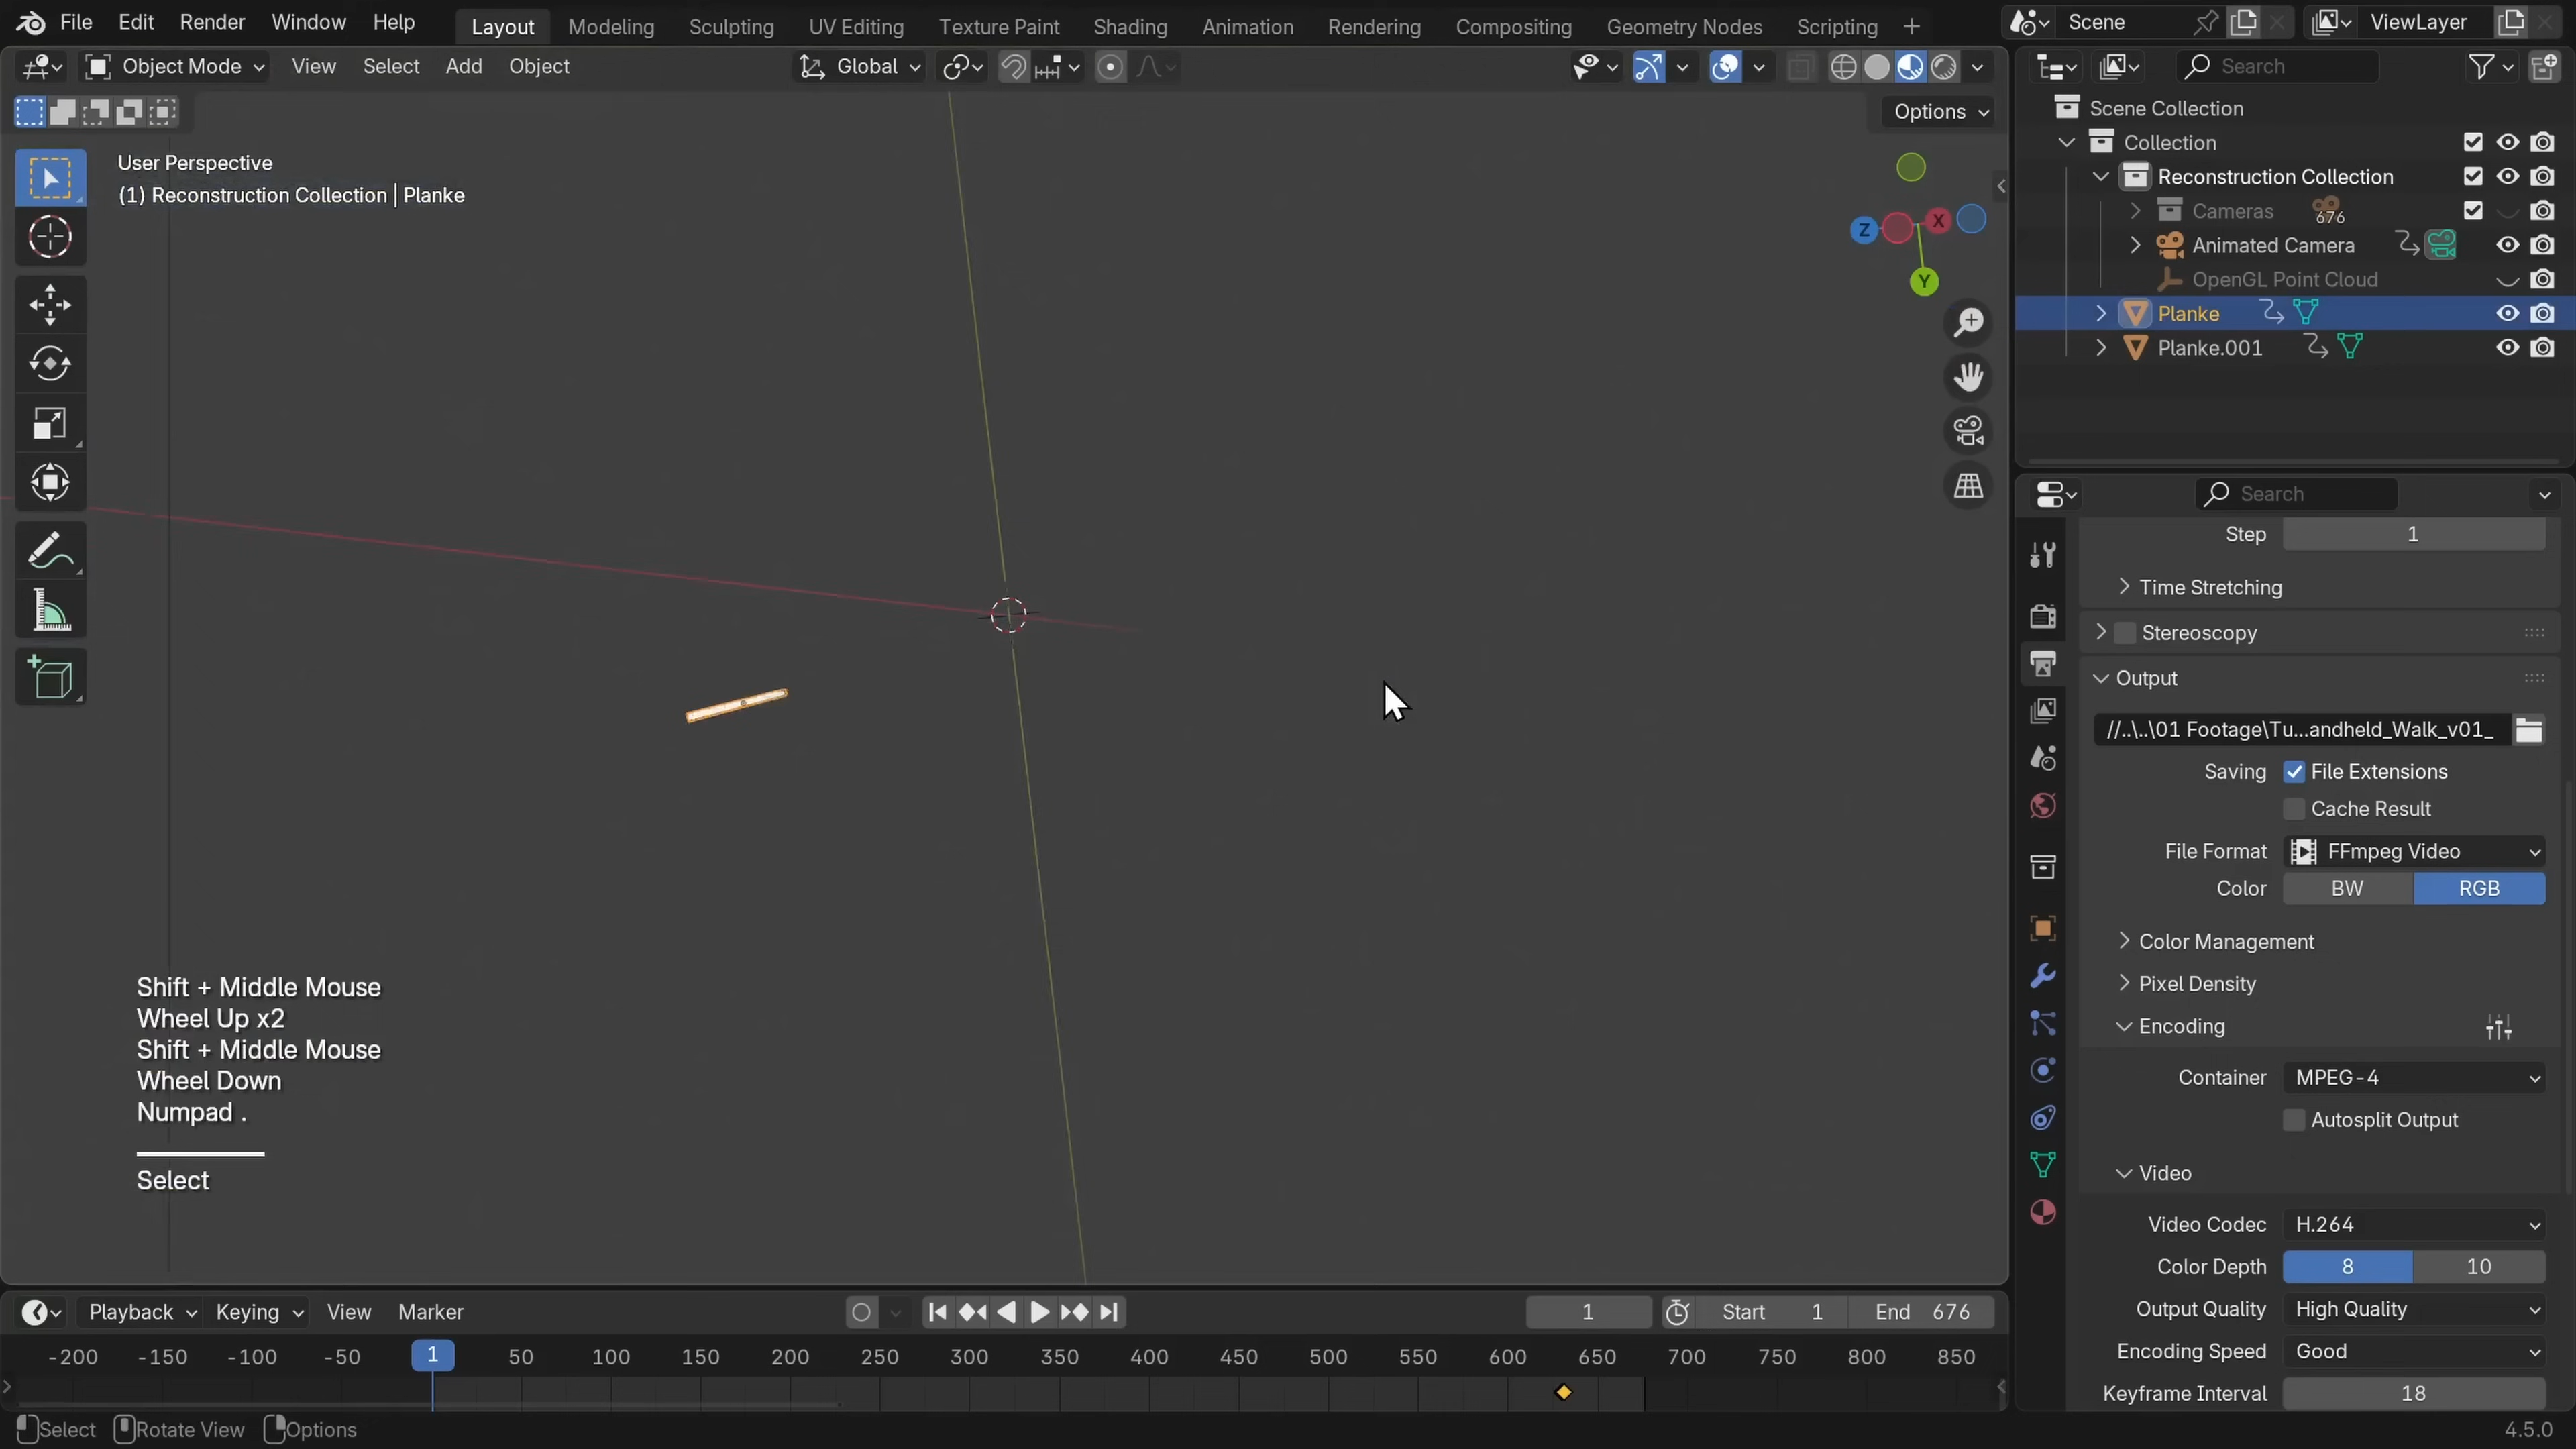 File Edit Render Window Help Layout Modeling Sculpting UV Editing Texture Paint Shading Animation Rendering Compositing Geometry Nodes Scripting + Scene ViewLayer
Object Mode View Select Add Object Global Search
Options
User Perspective
(1) Reconstruction Collection | Planke
Z X Y
Scene Collection
Collection
Reconstruction Collection
Cameras 676
Animated Camera
OpenGL Point Cloud
Planke
Planke.001
Search
Step 1
Time Stretching
Stereoscopy
Output
//..\..\01 Footage\Tu...andheld_Walk_v01_
Saving File Extensions
Cache Result
File Format FFmpeg Video
Color BW RGB
Color Management
Pixel Density
Encoding
Container MPEG-4
Autosplit Output
Video
Video Codec H.264
Color Depth 8 10
Output Quality High Quality
Encoding Speed Good
Keyframe Interval 18
Shift + Middle Mouse
Wheel Up x2
Shift + Middle Mouse
Wheel Down
Numpad .
Select
Playback Keying View Marker 1 Start 1 End 676
-200 -150 -100 -50 1 50 100 150 200 250 300 350 400 450 500 550 600 650 700 750 800 850
Select Rotate View Options 4.5.0